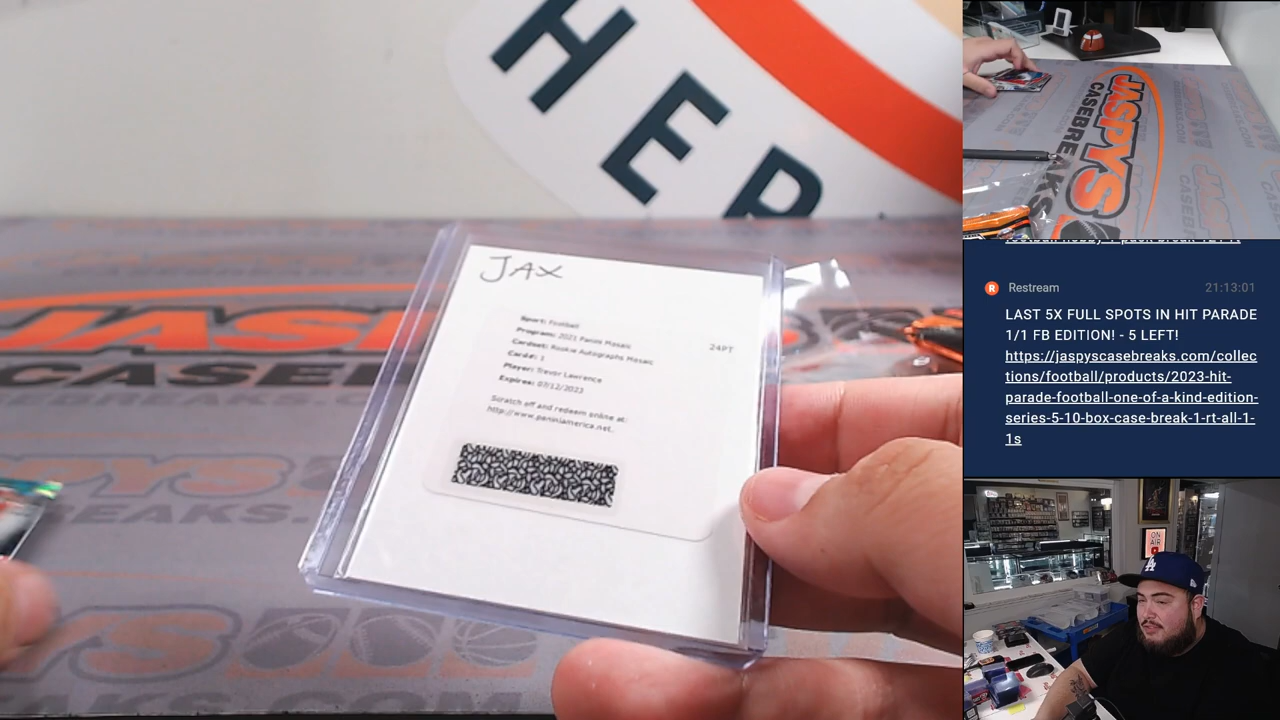 HER
JAX
Sport: Football
Program: 2021 Panini Mosaic
Cardset: Rookie Autographs Mosaic
Card#: 1
Player: Trevor Lawrence
Expires: 07/12/2023
24PT
Scratch off and redeem online at:
http://www.paniniamerica.net.
JASPYS
CASEBREAKS
Restream
21:13:01
LAST 5X FULL SPOTS IN HIT PARADE
1/1 FB EDITION! - 5 LEFT!
https://jaspyscasebreaks.com/collec
tions/football/products/2023-hit-
parade-football-one-of-a-kind-edition-
series-5-10-box-case-break-1-rt-all-1-
1s
ON
AIR
LA